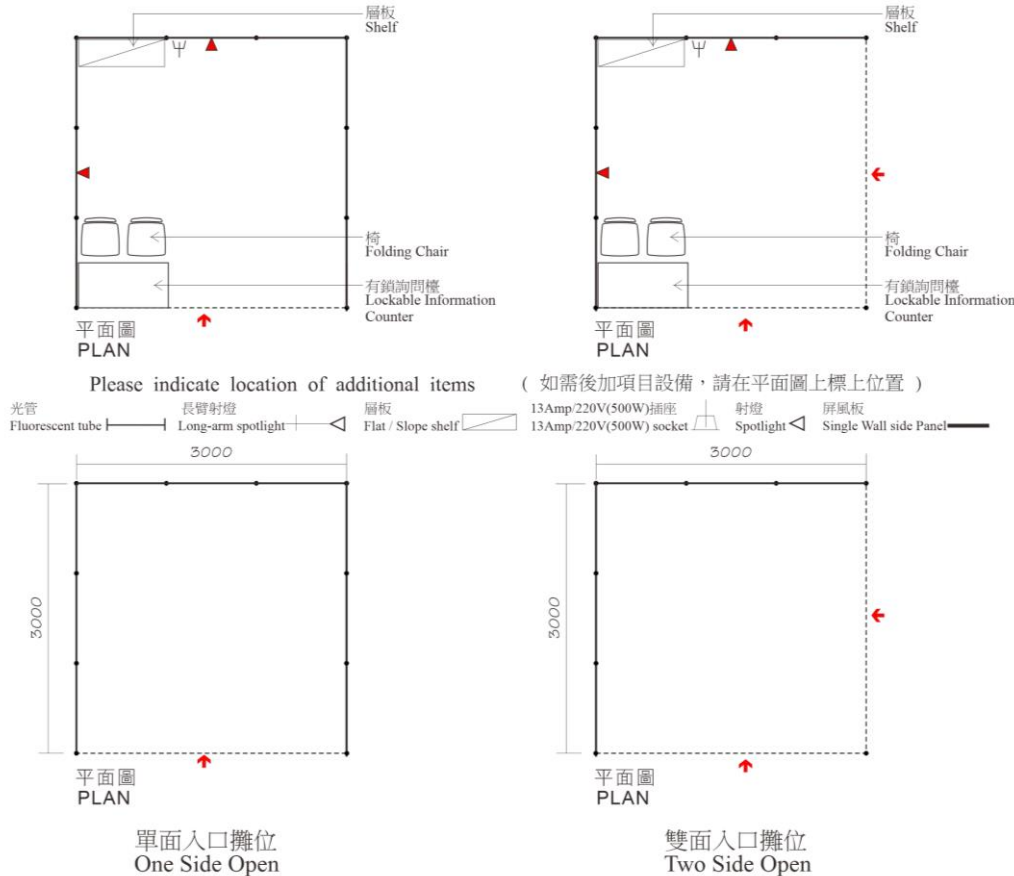 層板
Shelf
椅
Folding Chair
有鎖詢問檯
Lockable Information
Counter
平面圖
PLAN
層板
Shelf
椅
Folding Chair
有鎖詢問檯
Lockable Information
Counter
平面圖
PLAN
Please indicate location of additional items ( 如需後加項目設備，請在平面圖上標上位置 )
光管
Fluorescent tube
長臂射燈
Long-arm spotlight
層板
Flat / Slope shelf
13Amp/220V(500W)插座
13Amp/220V(500W) socket
射燈
Spotlight
屏風板
Single Wall side Panel
3000
3000
平面圖
PLAN
單面入口攤位
One Side Open
3000
3000
平面圖
PLAN
雙面入口攤位
Two Side Open